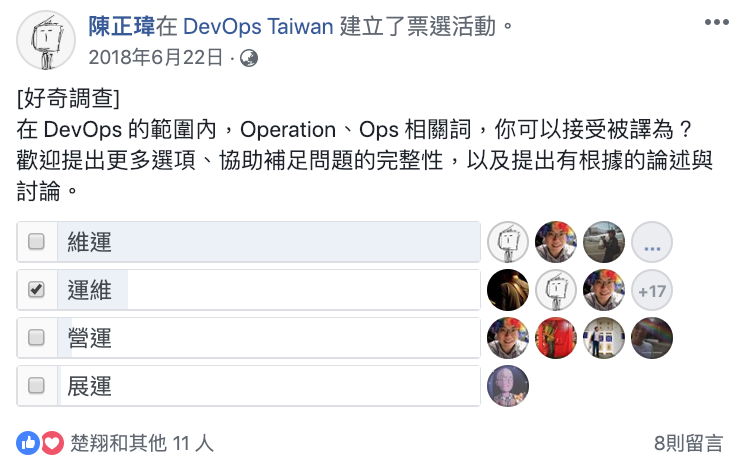 陳正瑋在 DevOps Taiwan 建立了票選活動。
2018年6月22日 ·
[好奇調查]
在 DevOps 的範圍內，Operation、Ops 相關詞，你可以接受被譯為？
歡迎提出更多選項、協助補足問題的完整性，以及提出有根據的論述與
討論。
維運
...
運維
+17
營運
展運
楚翔和其他 11 人
8則留言